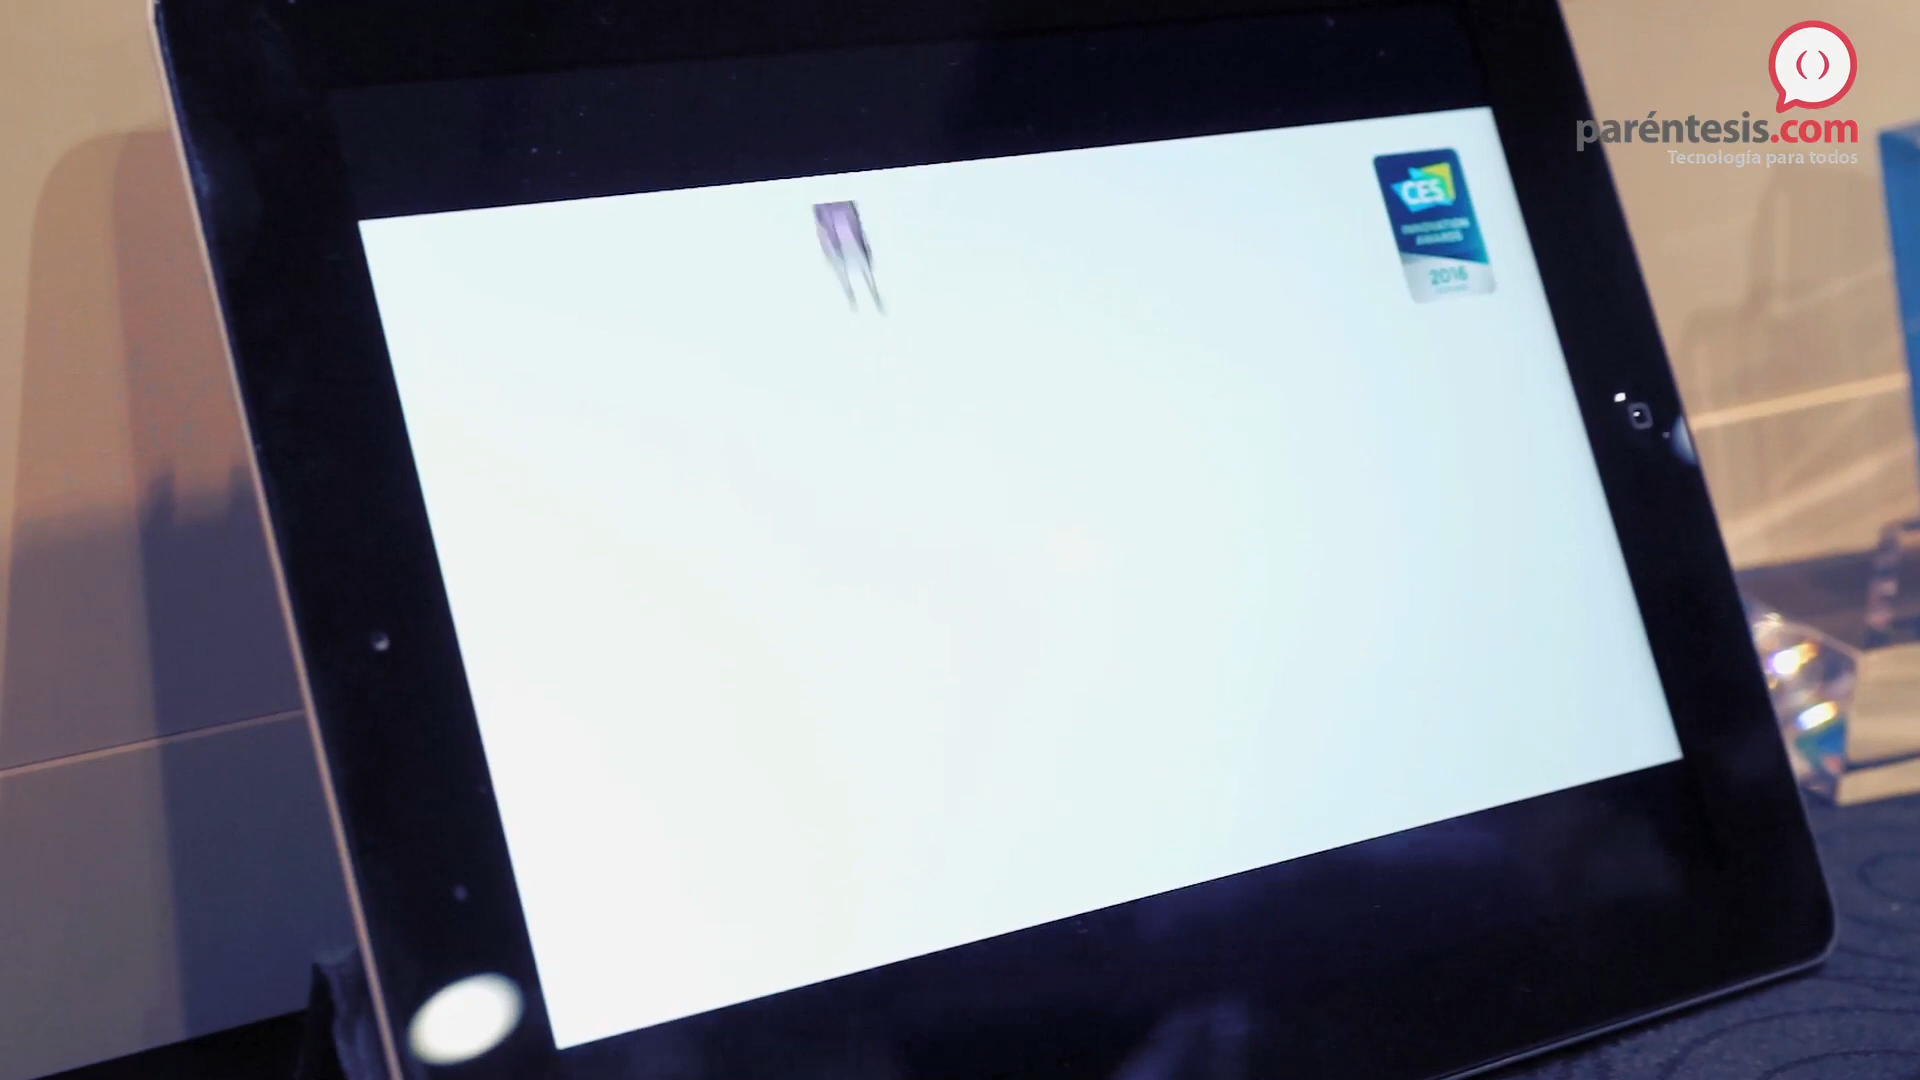 paréntesis.com
Tecnología para todos
CES
INNOVATION
AWARDS
2016